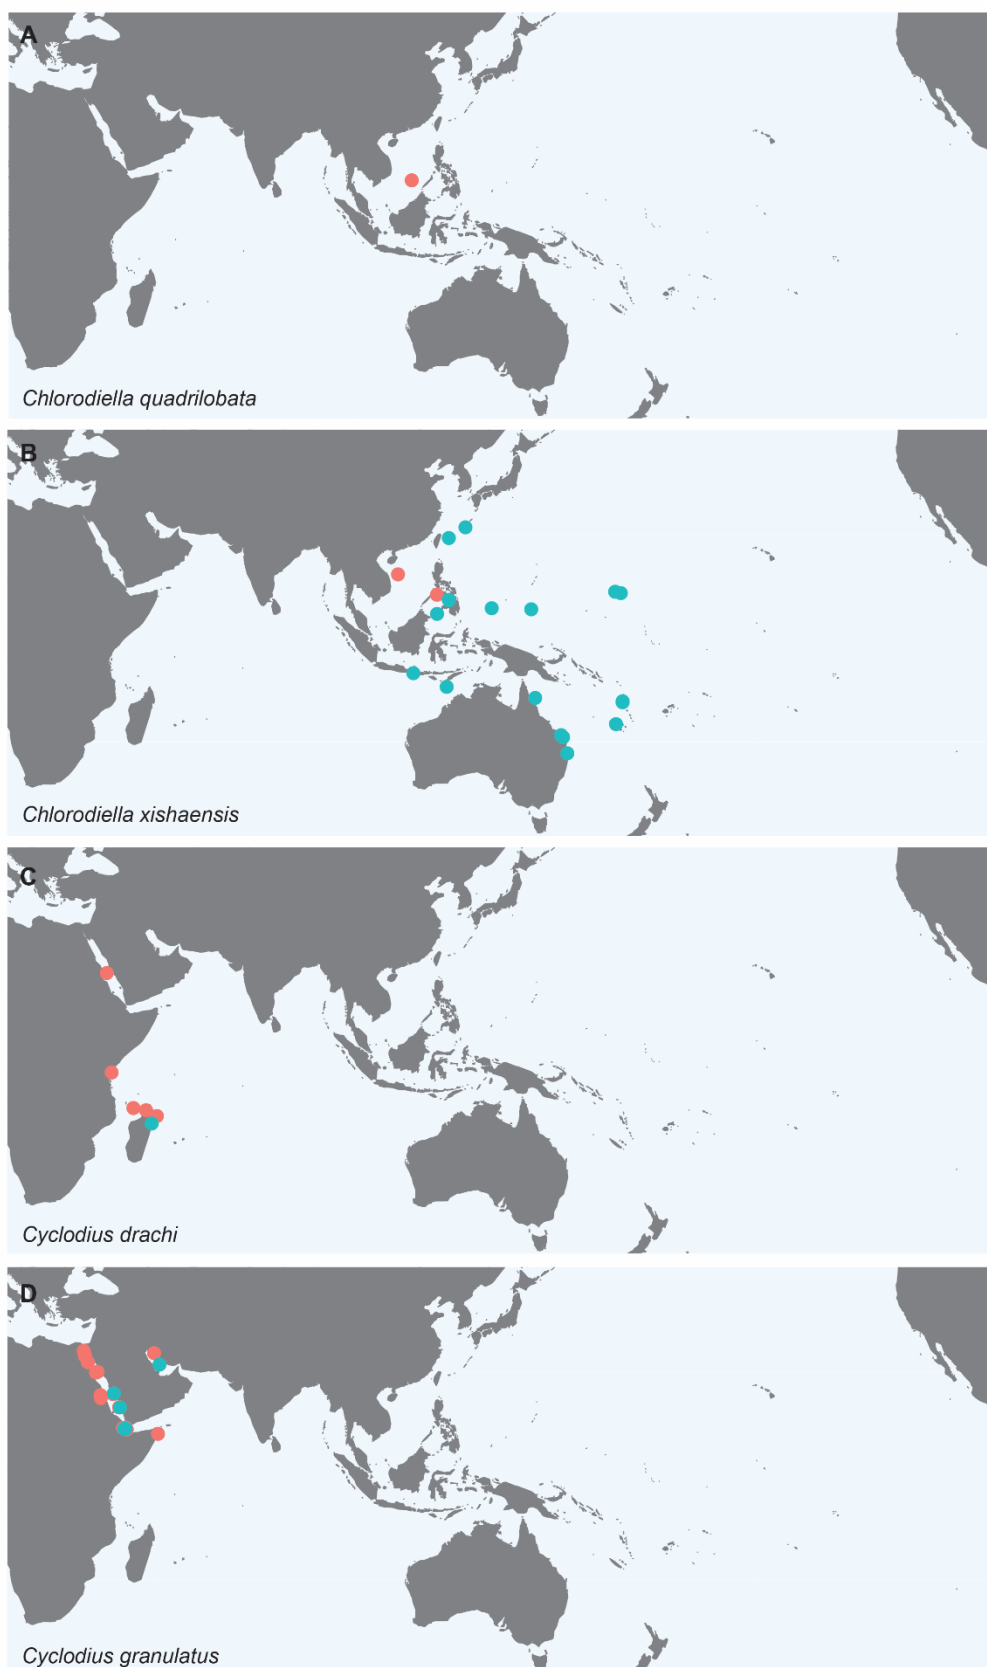 A
Chlorodiella quadrilobata
B
Chlorodiella xishaensis
C
Cyclodius drachi
D
Cyclodius granulatus